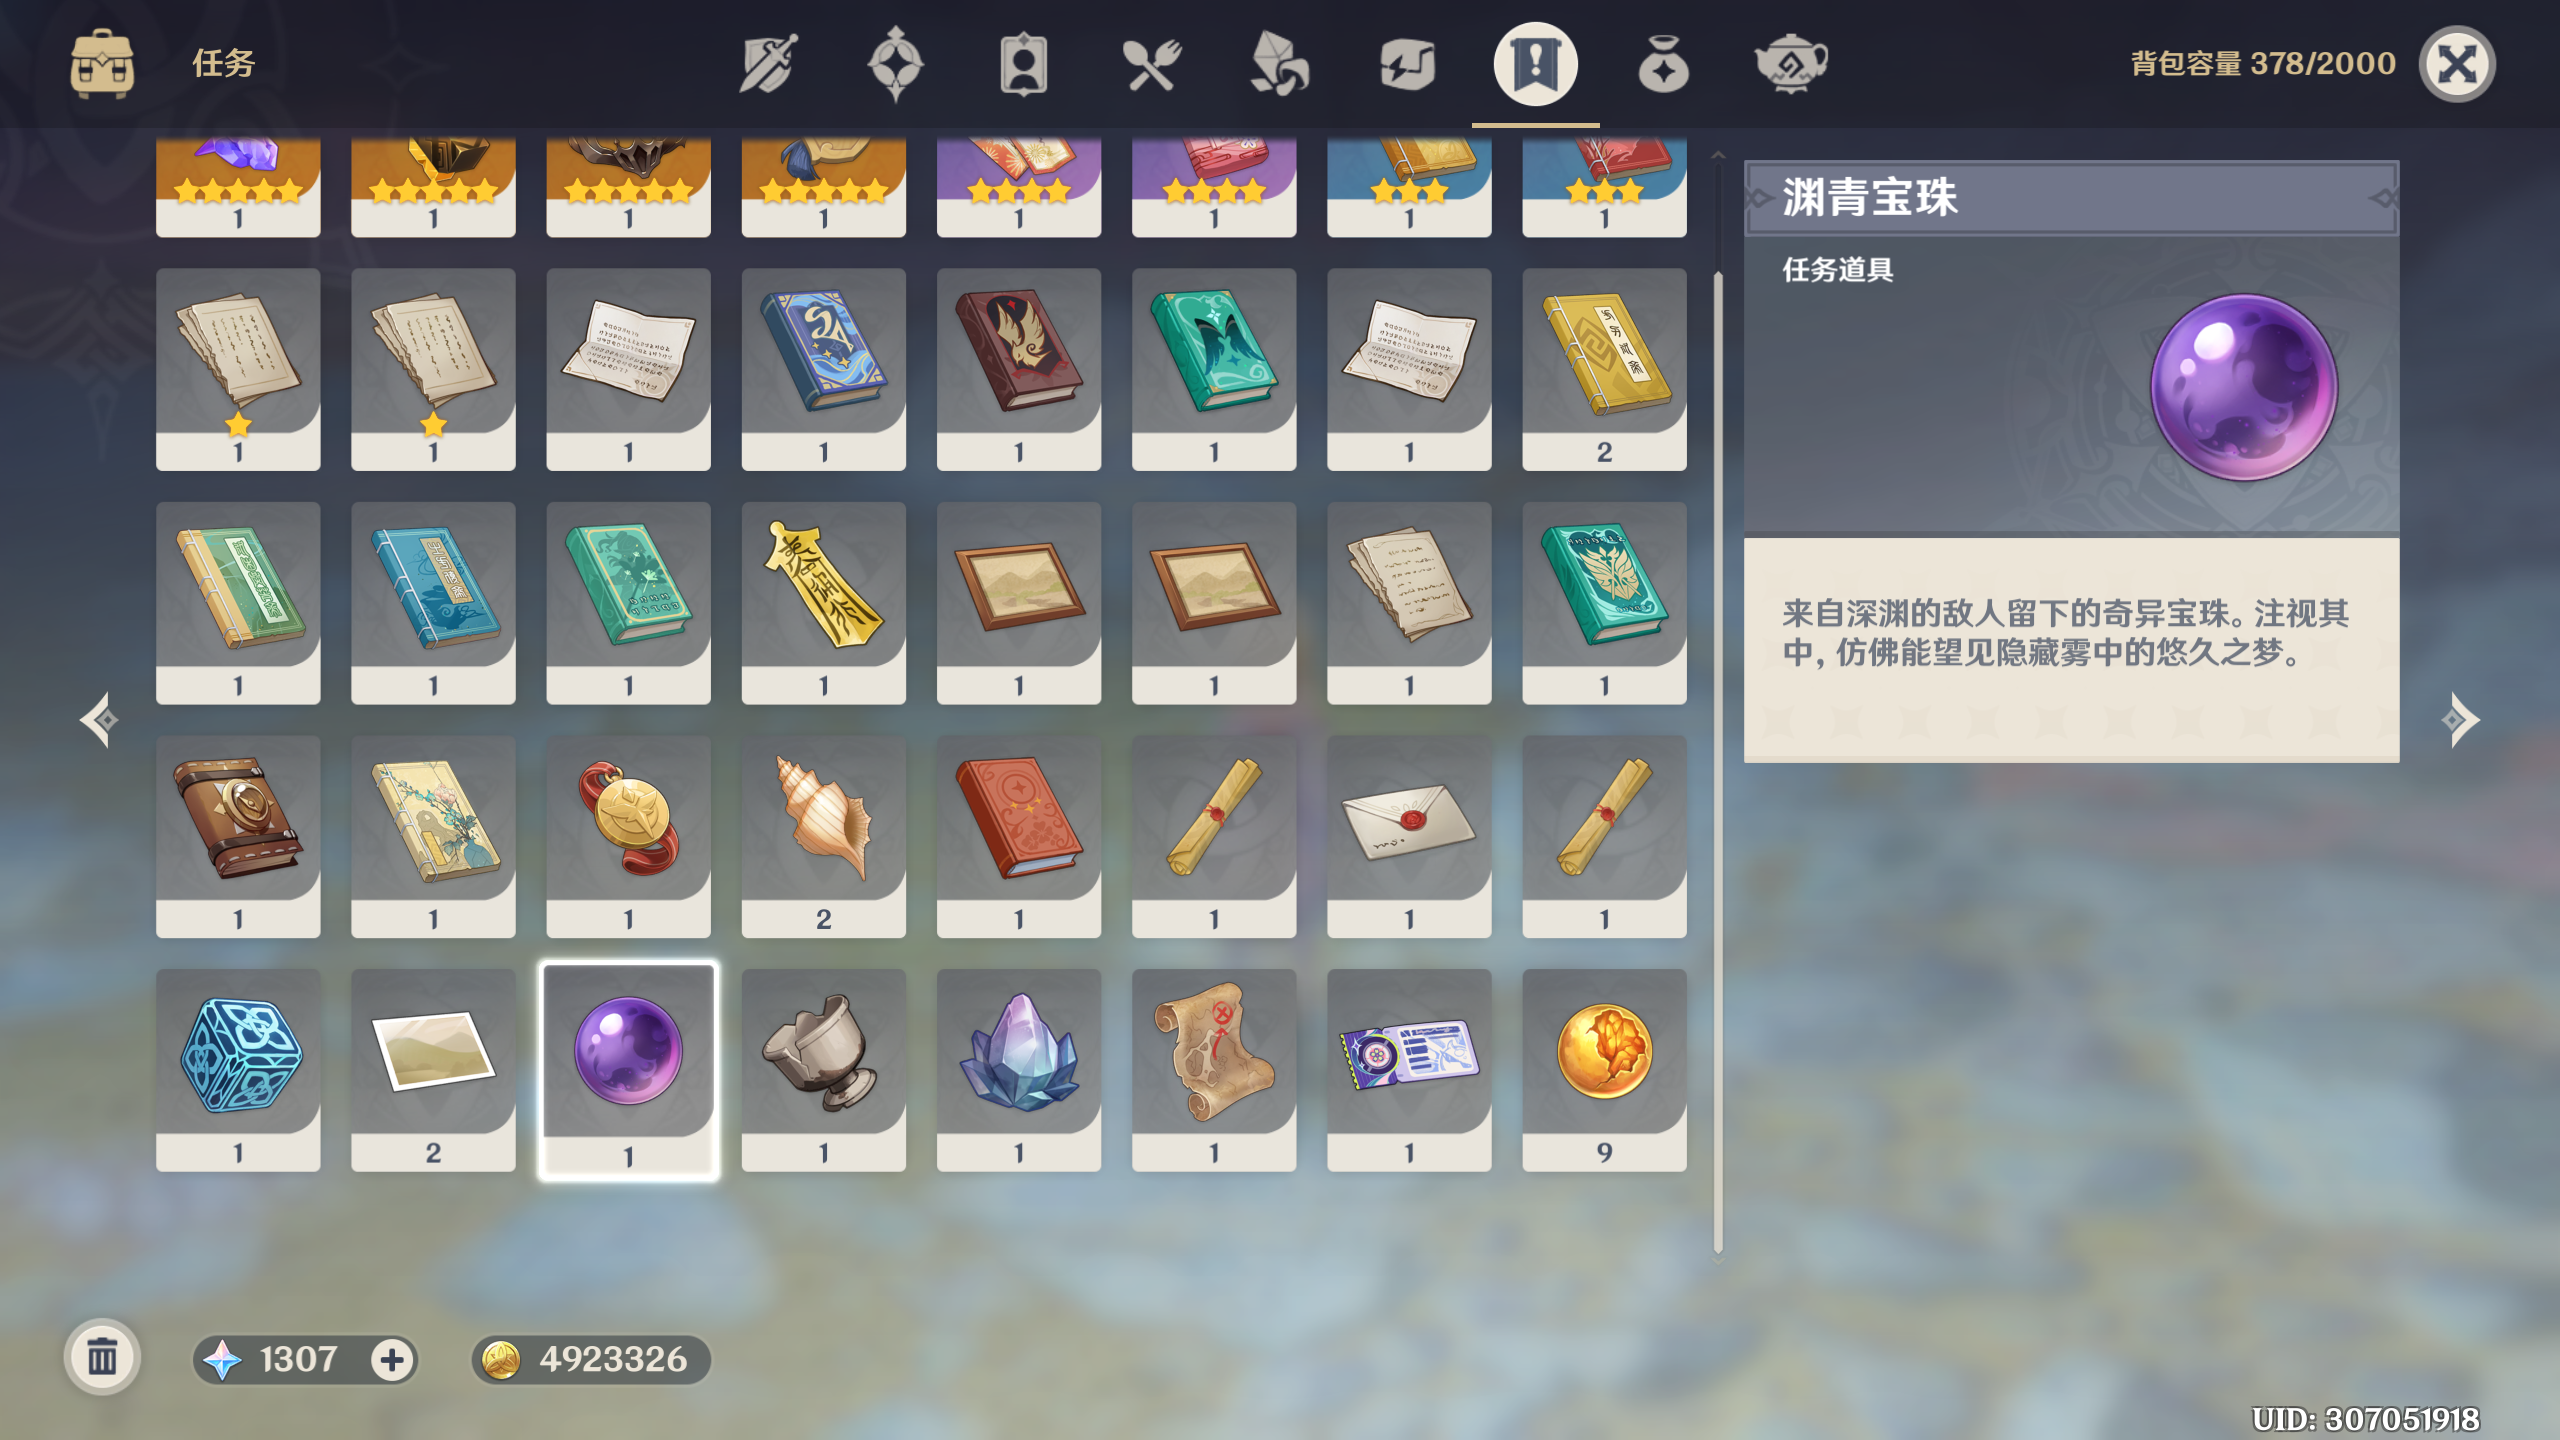 任务
背包容量 378/2000
1 1 1 1 1 1 1 1
渊青宝珠
任务道具
1 1 1 1 1 1 1 2
来自深渊的敌人留下的奇异宝珠。注视其
中，仿佛能望见隐藏雾中的悠久之梦。
1 1 1 1 1 1 1 1
1 1 1 2 1 1 1 1
1 2 1 1 1 1 1 9
1307
4923326
UID: 307051918